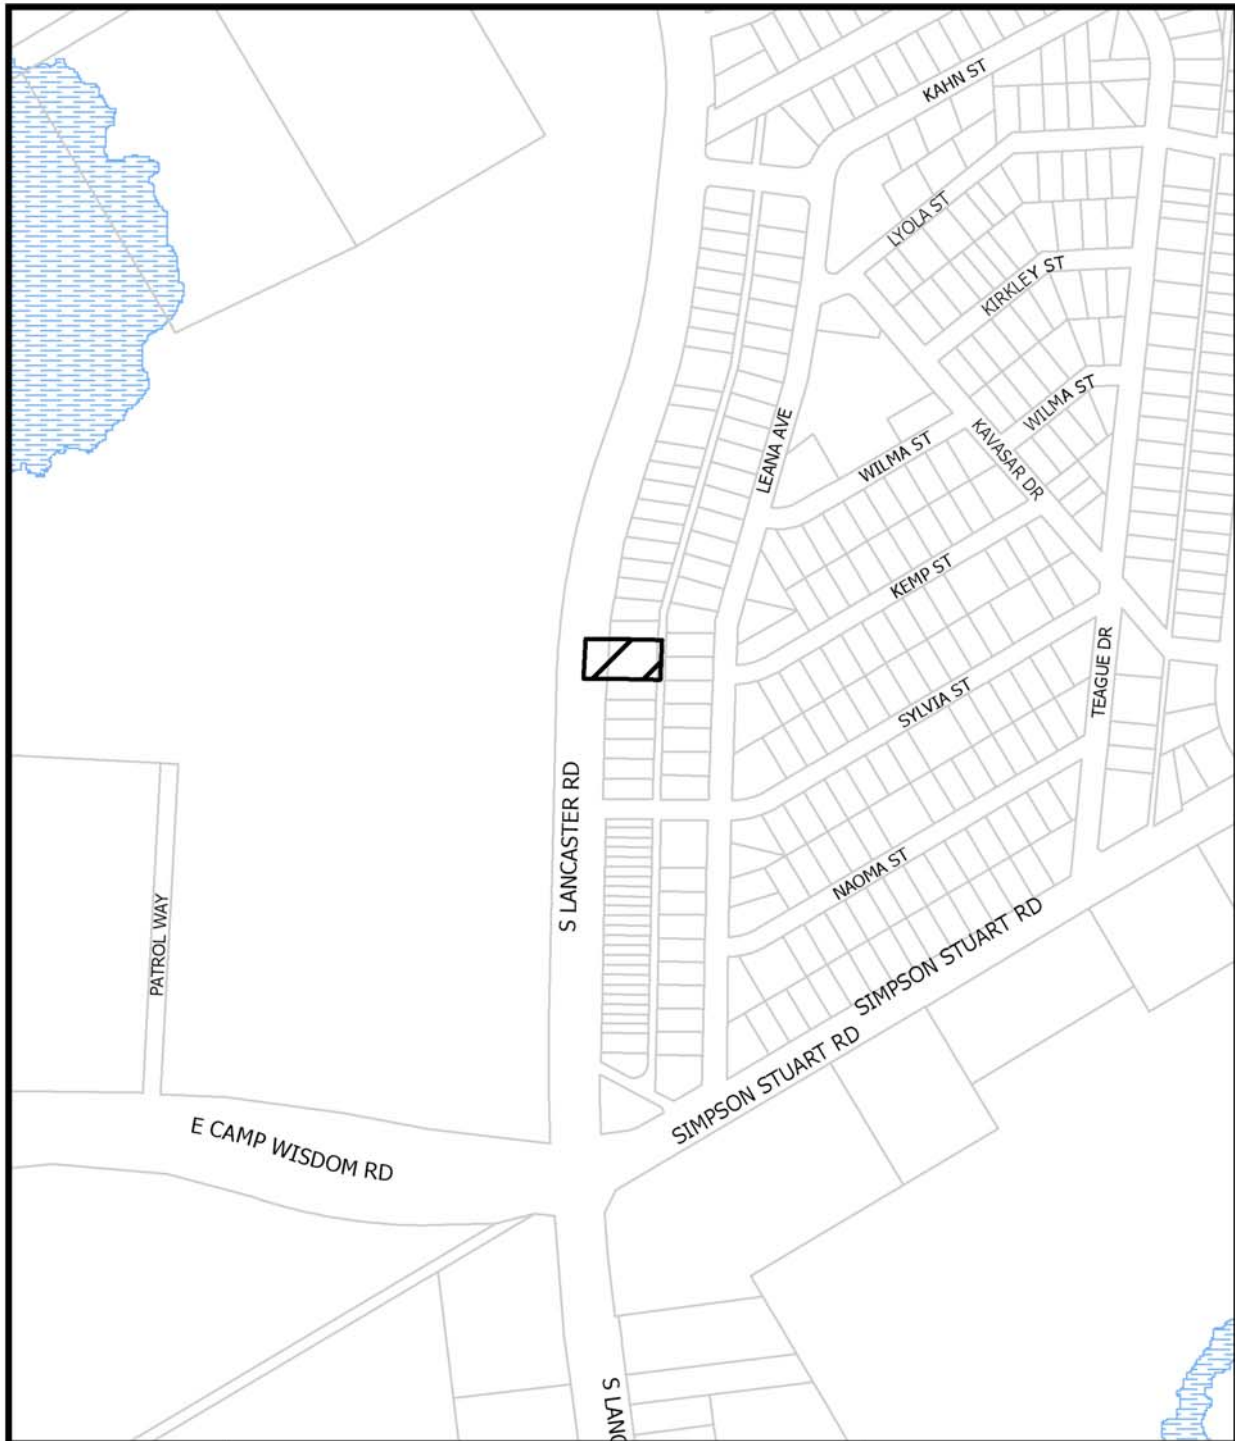 KAHN ST
LYOLA ST
KIRKLEY ST
WILMA ST
LEANA AVE
WILMA ST
KAVASAR DR
KEMP ST
TEAGUE DR
SYLVIA ST
S LANCASTER RD
NAOMA ST
PATROL WAY
SIMPSON STUART RD
SIMPSON STUART RD
E CAMP WISDOM RD
S LANC